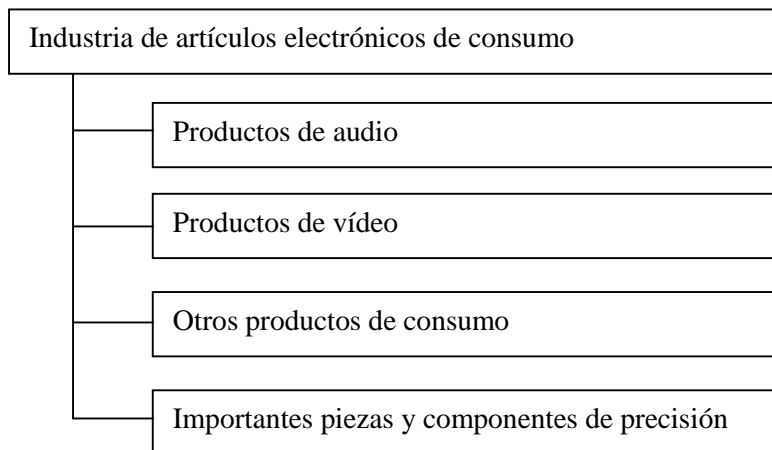 Industria de artículos electrónicos de consumo
Productos de audio
Productos de vídeo
Otros productos de consumo
Importantes piezas y componentes de precisión